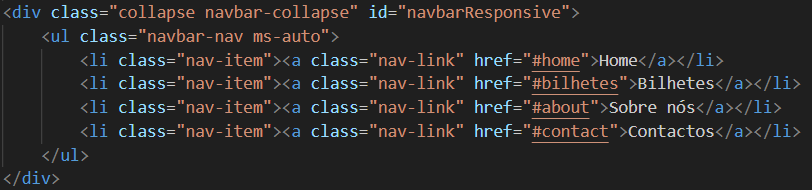 <div class="collapse navbar-collapse" id="navbarResponsive">
    <ul class="navbar-nav ms-auto">
        <li class="nav-item"><a class="nav-link" href="#home">Home</a></li>
        <li class="nav-item"><a class="nav-link" href="#bilhetes">Bilhetes</a></li>
        <li class="nav-item"><a class="nav-link" href="#about">Sobre nós</a></li>
        <li class="nav-item"><a class="nav-link" href="#contact">Contactos</a></li>
    </ul>
</div>